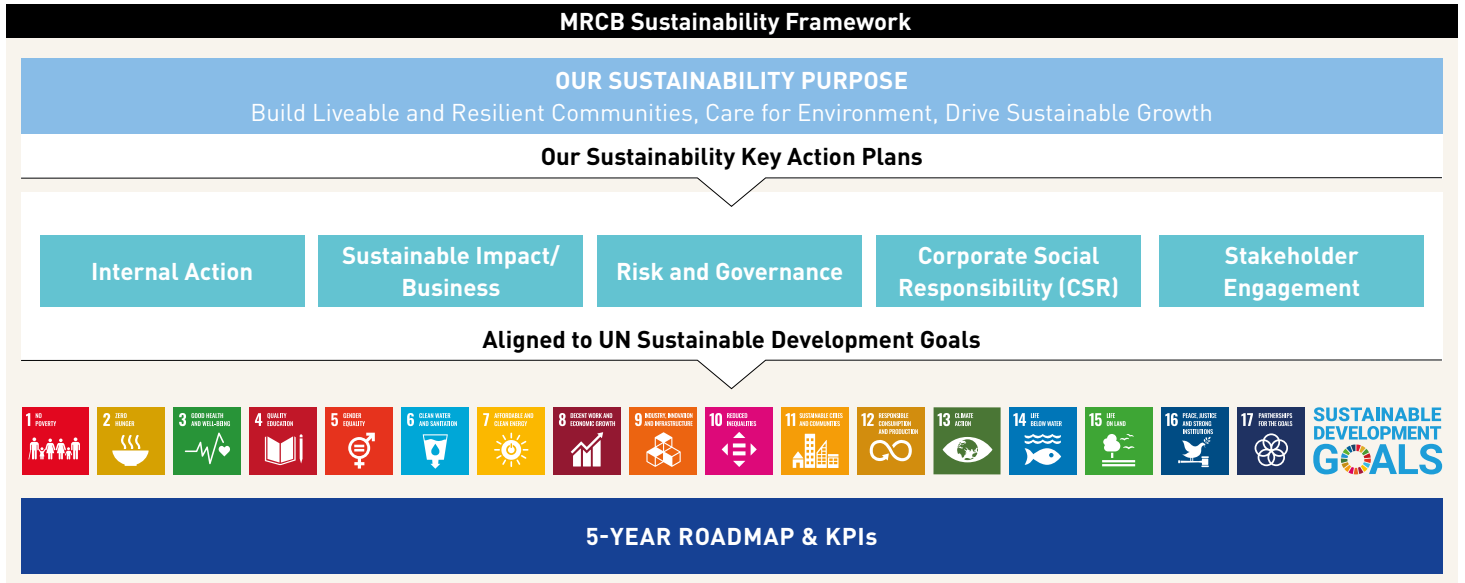 MRCB Sustainability Framework
OUR SUSTAINABILITY PURPOSE
Build Liveable and Resilient Communities, Care for Environment, Drive Sustainable Growth
Our Sustainability Key Action Plans
Internal Action
Sustainable Impact/
Business
Risk and Governance
Corporate Social
Responsibility (CSR)
Stakeholder
Engagement
Aligned to UN Sustainable Development Goals
1 NO
POVERTY
2 ZERO
HUNGER
3 GOOD HEALTH
AND WELL-BEING
4 QUALITY
EDUCATION
5 GENDER
EQUALITY
6 CLEAN WATER
AND SANITATION
7 AFFORDABLE AND
CLEAN ENERGY
8 DECENT WORK AND
ECONOMIC GROWTH
9 INDUSTRY, INNOVATION
AND INFRASTRUCTURE
10 REDUCED
INEQUALITIES
11 SUSTAINABLE CITIES
AND COMMUNITIES
12 RESPONSIBLE
CONSUMPTION
AND PRODUCTION
13 CLIMATE
ACTION
14 LIFE
BELOW WATER
15 LIFE
ON LAND
16 PEACE, JUSTICE
AND STRONG
INSTITUTIONS
17 PARTNERSHIPS
FOR THE GOALS
SUSTAINABLE
DEVELOPMENT
GOALS
5-YEAR ROADMAP & KPIs